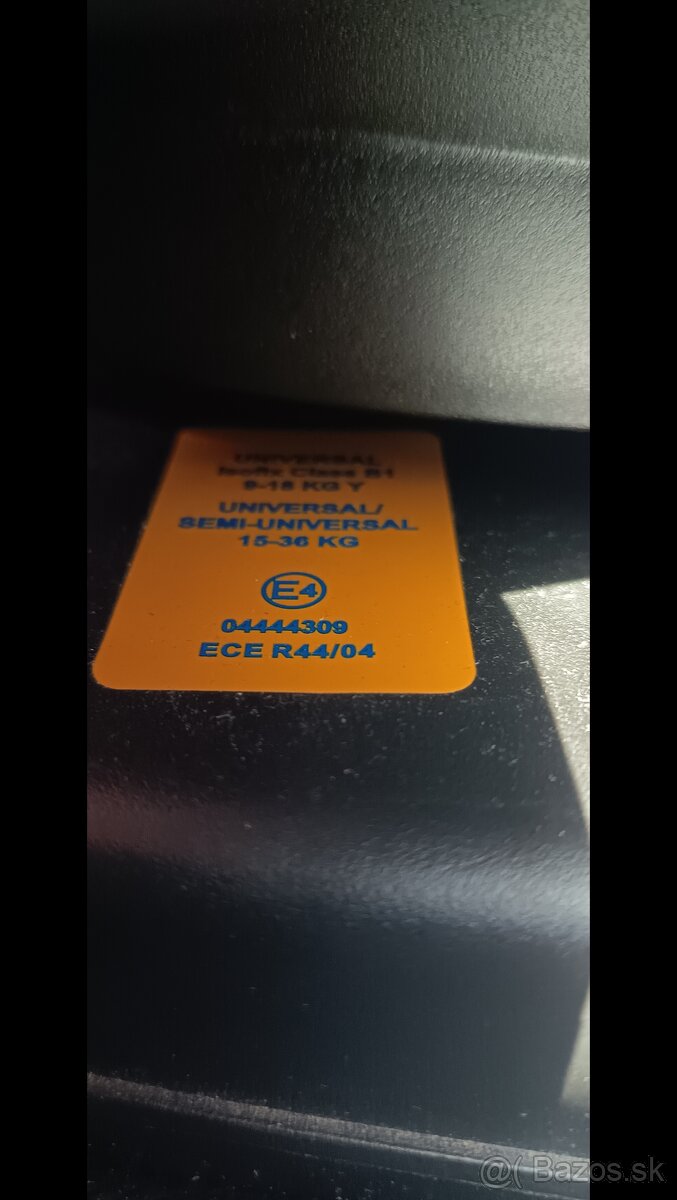 UNIVERSAL
Isofix Class B1
9-18 KG Y
UNIVERSAL/
SEMI-UNIVERSAL
15-36 KG
E4
04444309
ECE R44/04
@( Bazos.sk